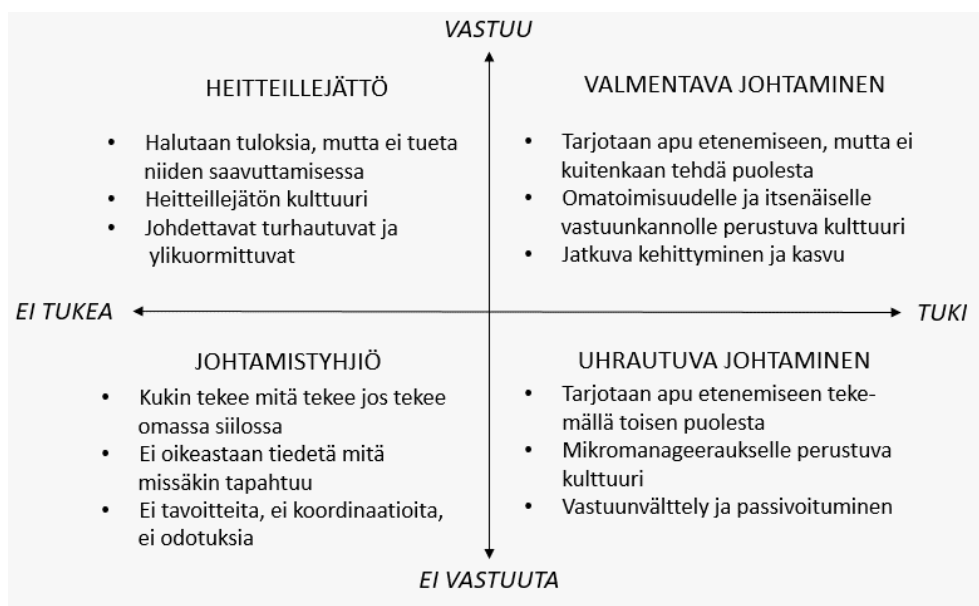 VASTUU
HEITTEILLEJÄTTÖ
• Halutaan tuloksia, mutta ei tueta
niiden saavuttamisessa
• Heitteillejätön kulttuuri
• Johdettavat turhautuvat ja
ylikuormittuvat
VALMENTAVA JOHTAMINEN
• Tarjotaan apu etenemiseen, mutta ei
kuitenkaan tehdä puolesta
• Omatoimisuudelle ja itsenäiselle
vastuunkannolle perustuva kulttuuri
• Jatkuva kehittyminen ja kasvu
EI TUKEA
TUKI
JOHTAMISTYHJIÖ
• Kukin tekee mitä tekee jos tekee
omassa siilossa
• Ei oikeastaan tiedetä mitä
missäkin tapahtuu
• Ei tavoitteita, ei koordinaatioita,
ei odotuksia
UHRAUTUVA JOHTAMINEN
• Tarjotaan apu etenemiseen teke-
mällä toisen puolesta
• Mikromanageeraukselle perustuva
kulttuuri
• Vastuunvälttely ja passivoituminen
EI VASTUUTA